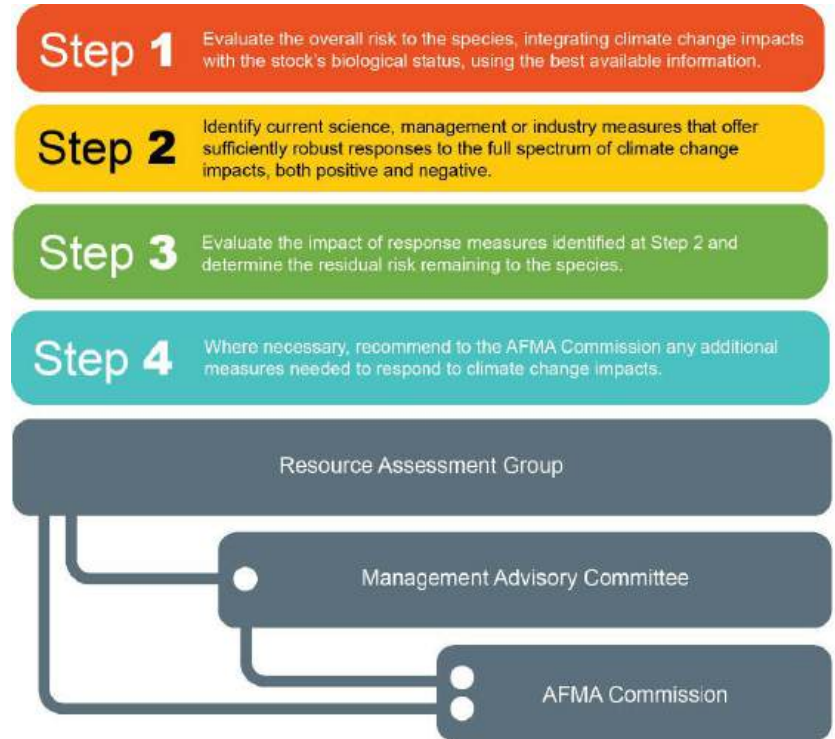 Step 1
Evaluate the overall risk to the species, integrating climate change impacts
with the stock's biological status, using the best available information.
Step 2
Identify current science, management or industry measures that offer
sufficiently robust responses to the full spectrum of climate change
impacts, both positive and negative.
Step 3
Evaluate the impact of response measures identified at Step 2 and
determine the residual risk remaining to the species.
Step 4
Where necessary, recommend to the AFMA Commission any additional
measures needed to respond to climate change impacts.
Resource Assessment Group
Management Advisory Committee
AFMA Commission